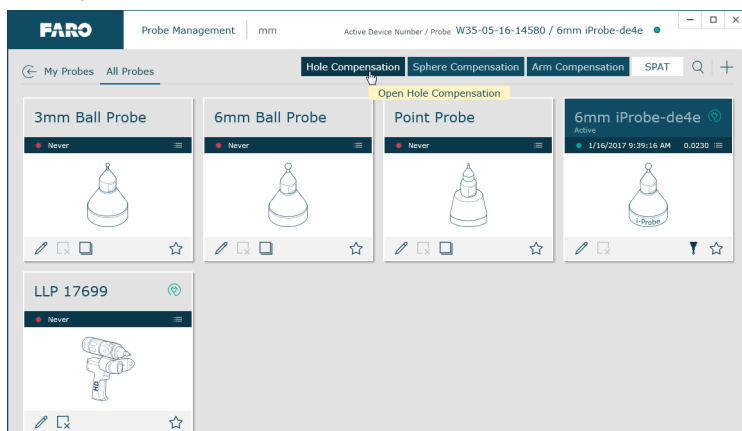 FARO
Probe Management
mm
Active Device Number / Probe W35-05-16-14580 / 6mm iProbe-de4e
My Probes All Probes
Hole Compensation Sphere Compensation Arm Compensation SPAT
Open Hole Compensation
3mm Ball Probe
Never
6mm Ball Probe
Never
Point Probe
Never
6mm iProbe-de4e
Active
1/16/2017 9:39:16 AM 0.0230
i-Probe
LLP 17699
Never
HD